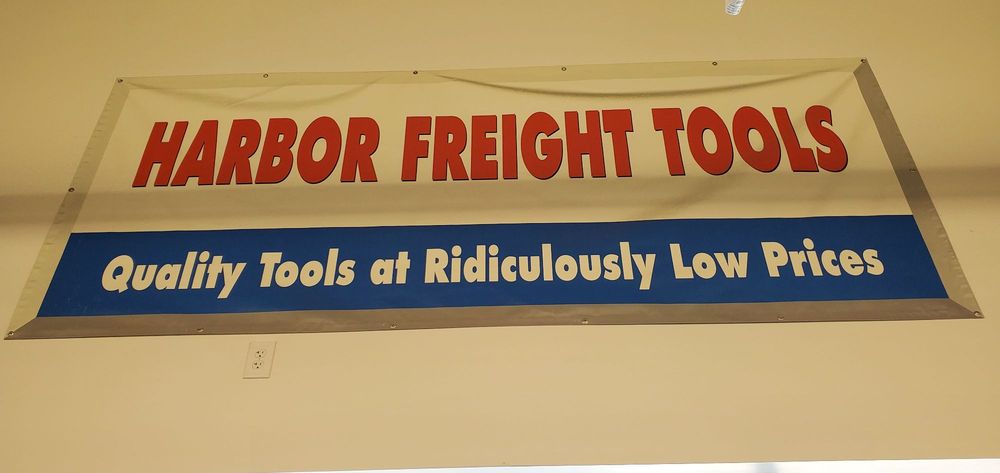 HARBOR FREIGHT TOOLS
Quality Tools at Ridiculously Low Prices